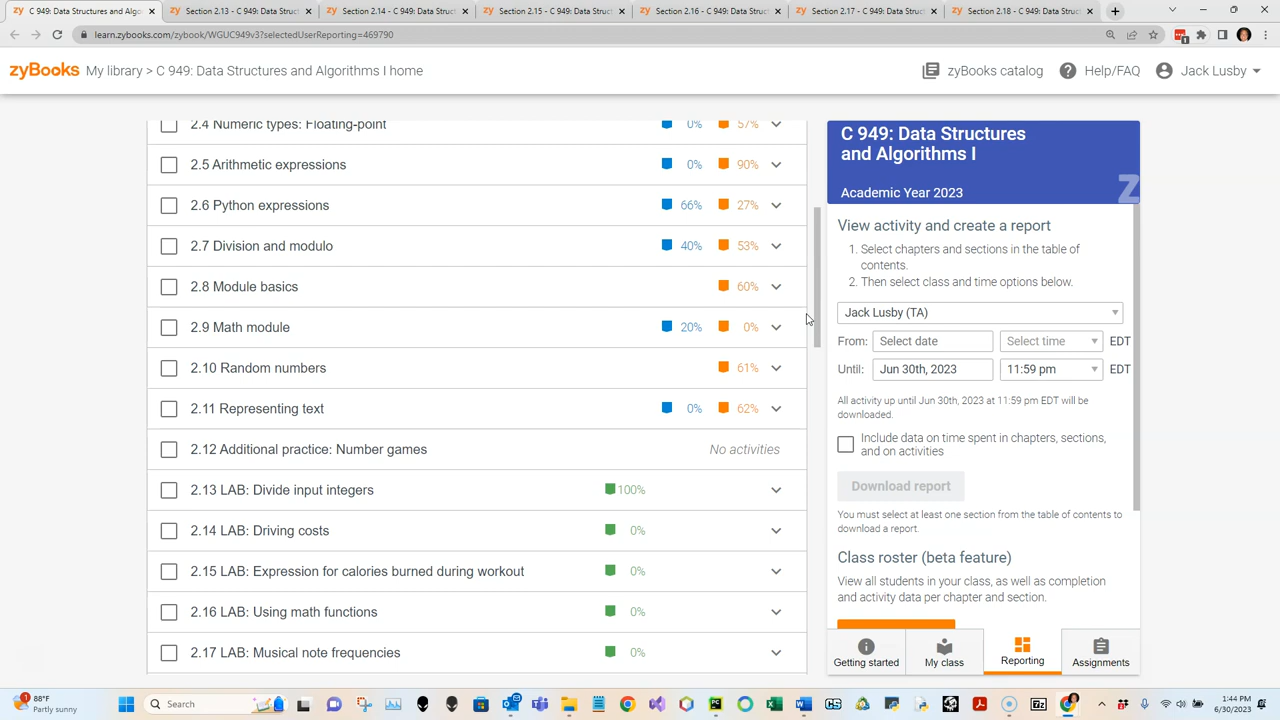 C 949: Data Structures and Algo
Section 2.13 - C 949: Data Struct
Section 2.14 - C 949: Data Struct
Section 2.15 - C 949: Data Struct
Section 2.16 - C 949: Data Struct
Section 2.17 - C 949: Data Struct
Section 2.18 - C 949: Data Struct
learn.zybooks.com/zybook/WGUC949v3?selectedUserReporting=469790
zyBooks My library > C 949: Data Structures and Algorithms I home
zyBooks catalog
Help/FAQ
Jack Lusby
2.4 Numeric types: Floating-point 0% 57%
2.5 Arithmetic expressions 0% 90%
2.6 Python expressions 66% 27%
2.7 Division and modulo 40% 53%
2.8 Module basics 60%
2.9 Math module 20% 0%
2.10 Random numbers 61%
2.11 Representing text 0% 62%
2.12 Additional practice: Number games No activities
2.13 LAB: Divide input integers 100%
2.14 LAB: Driving costs 0%
2.15 LAB: Expression for calories burned during workout 0%
2.16 LAB: Using math functions 0%
2.17 LAB: Musical note frequencies 0%
C 949: Data Structures
and Algorithms I
Academic Year 2023
View activity and create a report
1. Select chapters and sections in the table of
contents.
2. Then select class and time options below.
Jack Lusby (TA)
From: Select date Select time EDT
Until: Jun 30th, 2023 11:59 pm EDT
All activity up until Jun 30th, 2023 at 11:59 pm EDT will be
downloaded.
Include data on time spent in chapters, sections,
and on activities
Download report
You must select at least one section from the table of contents to
download a report.
Class roster (beta feature)
View all students in your class, as well as completion
and activity data per chapter and section.
Getting started
My class
Reporting
Assignments
88°F
Partly sunny
Search
1:44 PM
6/30/2023